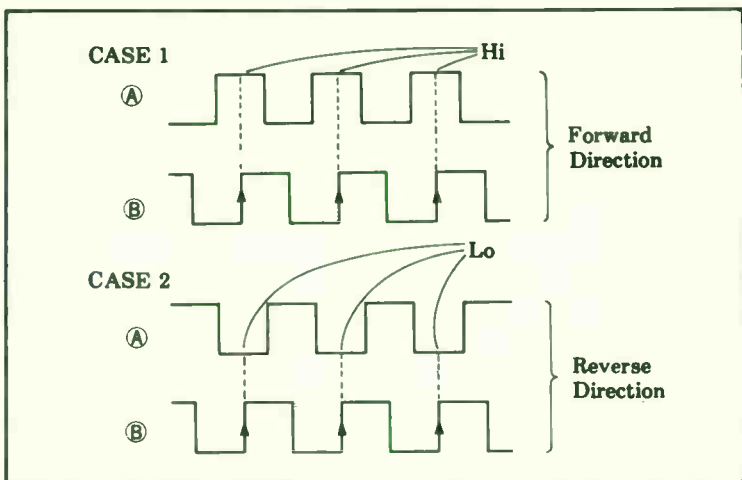 CASE 1
Hi
Ⓐ
Forward
Direction
Ⓑ
Lo
CASE 2
Ⓐ
Reverse
Direction
Ⓑ